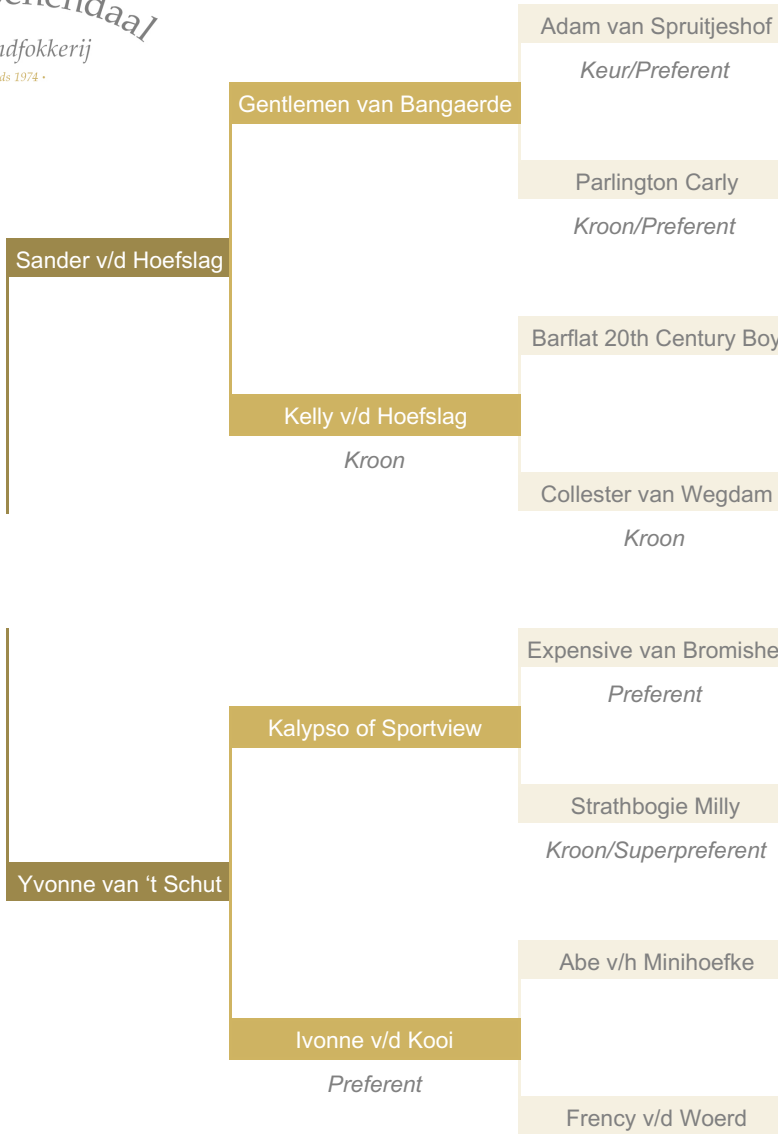 ds 1974 •
Adam van Spruitjeshof
Keur/Preferent
Gentlemen van Bangaerde
Parlington Carly
Kroon/Preferent
Sander v/d Hoefslag
Barflat 20th Century Boy
Kelly v/d Hoefslag
Kroon
Collester van Wegdam
Kroon
Expensive van Bromishe
Preferent
Kalypso of Sportview
Strathbogie Milly
Kroon/Superpreferent
Yvonne van ‘t Schut
Abe v/h Minihoefke
Ivonne v/d Kooi
Preferent
Frency v/d Woerd